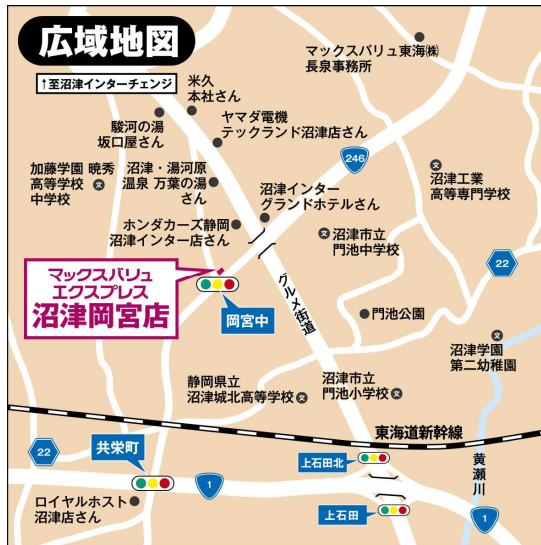 広域地図
↑至沼津インターチェンジ
マックスバリュ東海㈱
長泉事務所
米久
本社さん
駿河の湯
坂口屋さん
ヤマダ電機
テックランド沼津店さん
246
加藤学園 暁秀
高等学校
中学校
文
沼津・湯河原
温泉 万葉の湯
さん
沼津インター
グランドホテルさん
文
沼津工業
高等専門学校
ホンダカーズ静岡
沼津インター店さん
文
沼津市立
門池中学校
22
マックスバリュ
エクスプレス
沼津岡宮店
岡宮中
グルメ街道
門池公園
文
沼津学園
第二幼稚園
静岡県立
沼津城北高等学校
文
沼津市立
門池小学校
文
東海道新幹線
22
共栄町
1
上石田北
黄瀬川
ロイヤルホスト
沼津店さん
上石田
1